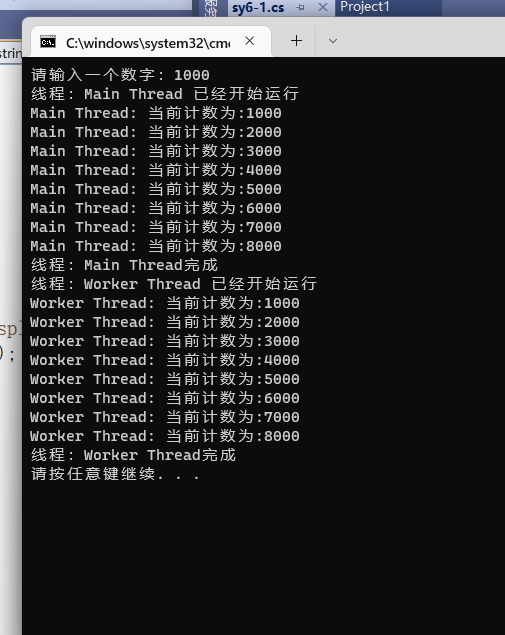 sy6-1.cs
Project1
C:\windows\system32\cmd
strin
请输入一个数字: 1000
线程: Main Thread 已经开始运行
Main Thread: 当前计数为:1000
Main Thread: 当前计数为:2000
Main Thread: 当前计数为:3000
Main Thread: 当前计数为:4000
Main Thread: 当前计数为:5000
Main Thread: 当前计数为:6000
Main Thread: 当前计数为:7000
Main Thread: 当前计数为:8000
线程: Main Thread完成
线程: Worker Thread 已经开始运行
Worker Thread: 当前计数为:1000
Worker Thread: 当前计数为:2000
spl
Worker Thread: 当前计数为:3000
);
Worker Thread: 当前计数为:4000
Worker Thread: 当前计数为:5000
Worker Thread: 当前计数为:6000
Worker Thread: 当前计数为:7000
Worker Thread: 当前计数为:8000
线程: Worker Thread完成
请按任意键继续. . .